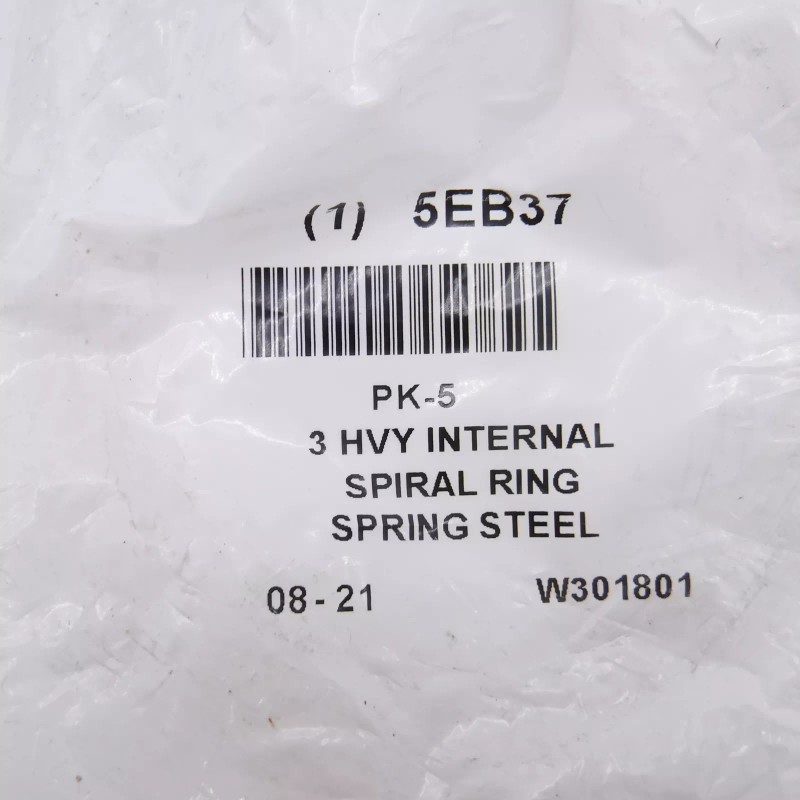 (1) 5EB37
PK-5
3 HVY INTERNAL
SPIRAL RING
SPRING STEEL
08-21 W301801